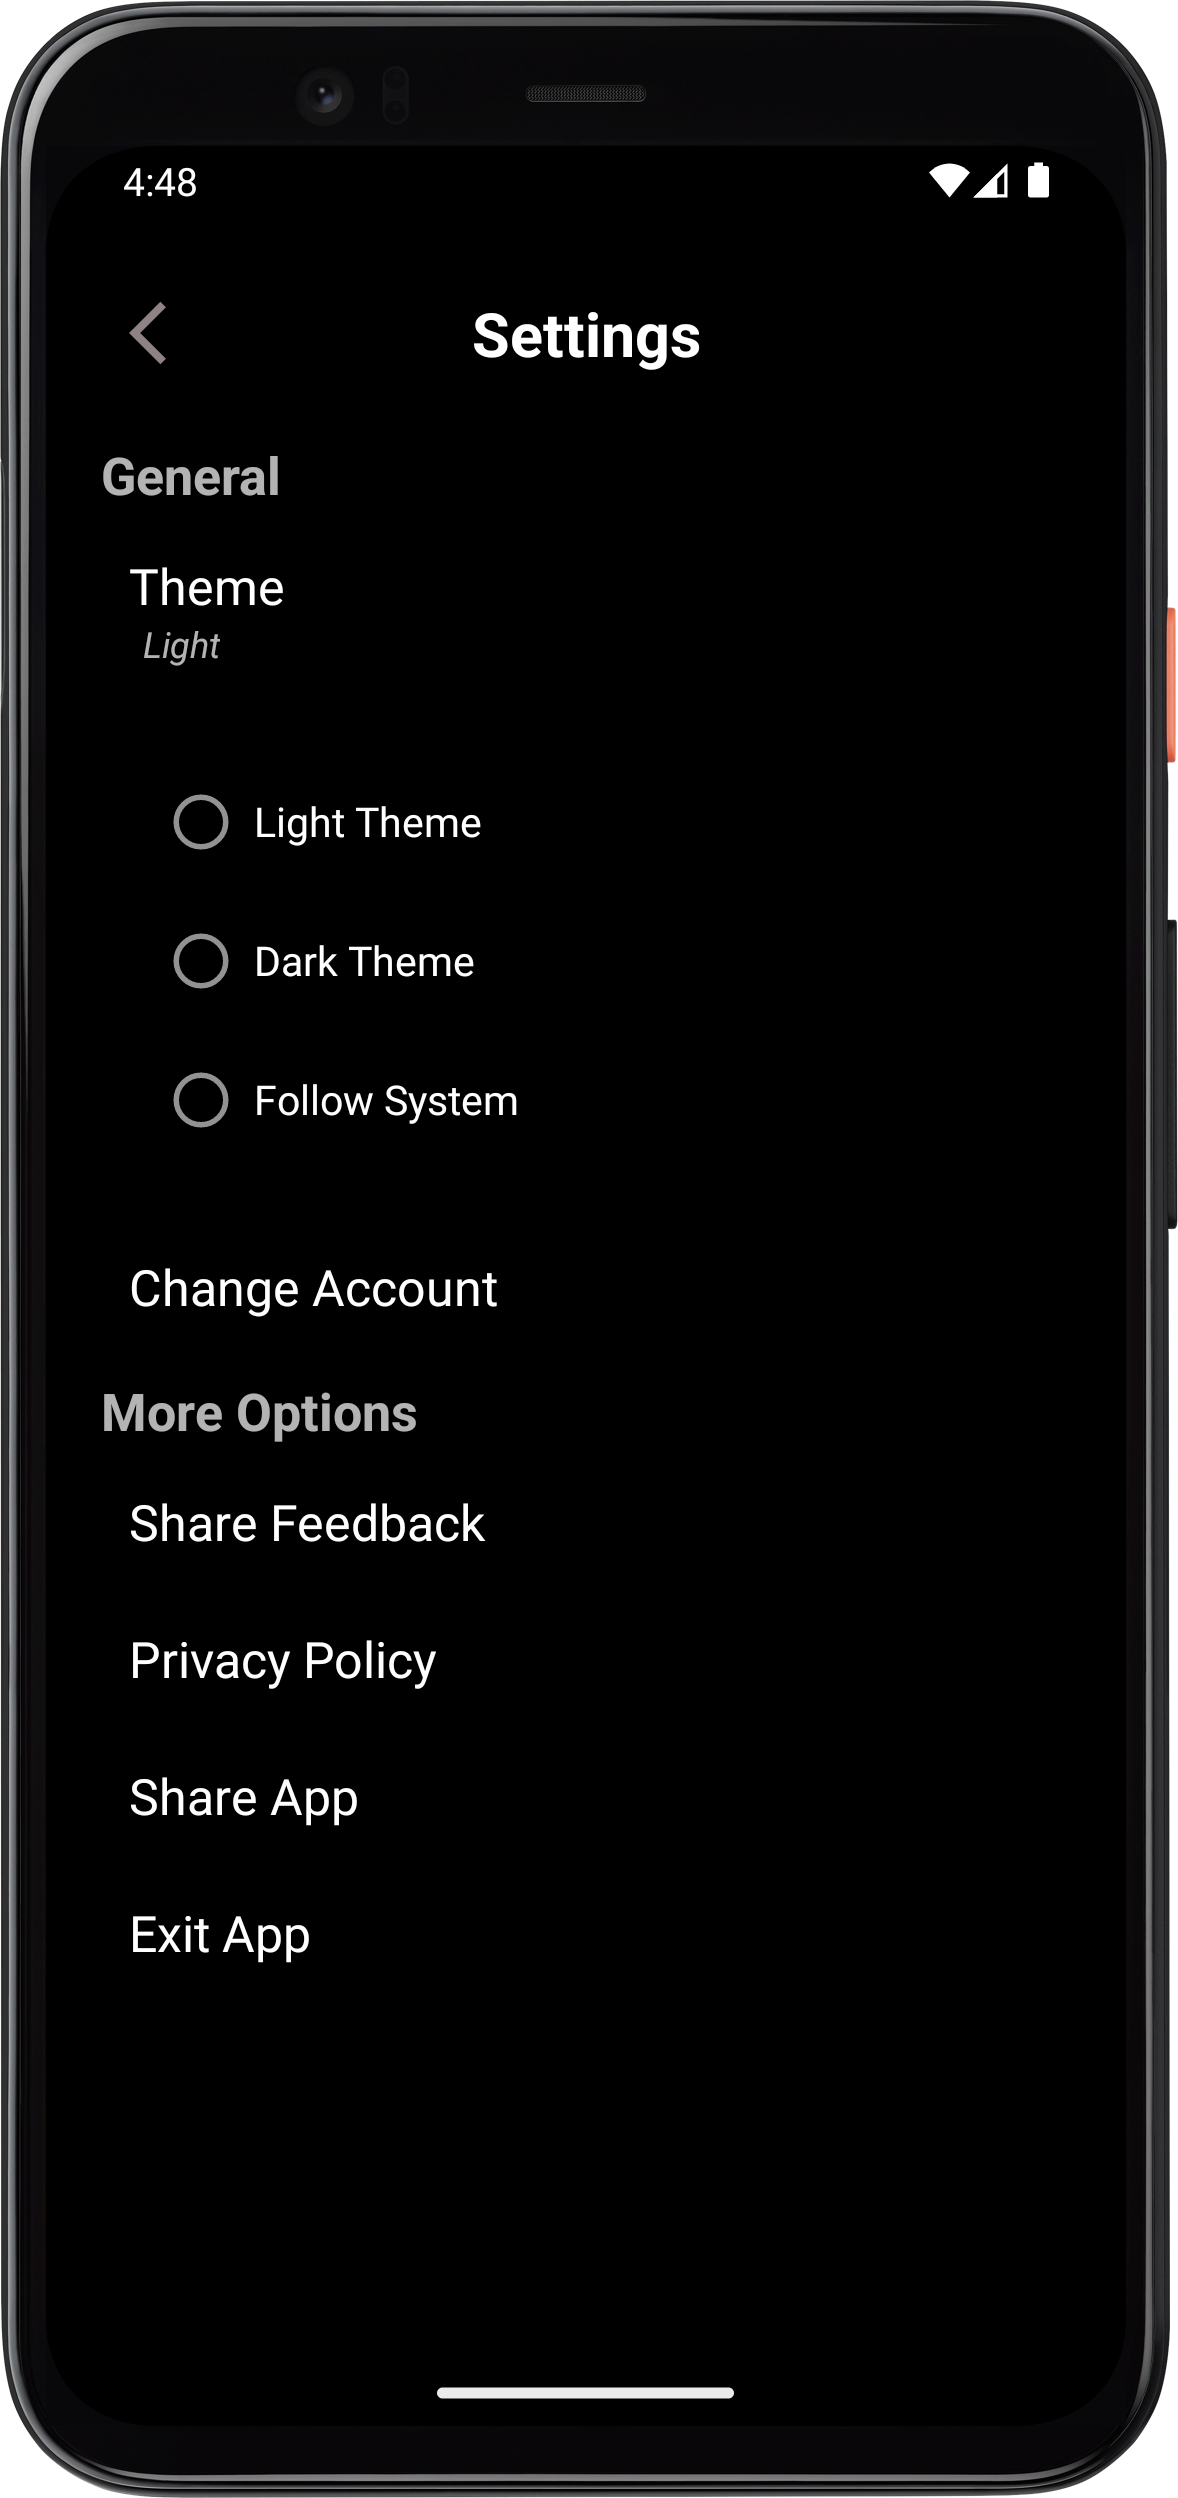 4:48
Settings
General
Theme
Light
Light Theme
Dark Theme
Follow System
Change Account
More Options
Share Feedback
Privacy Policy
Share App
Exit App